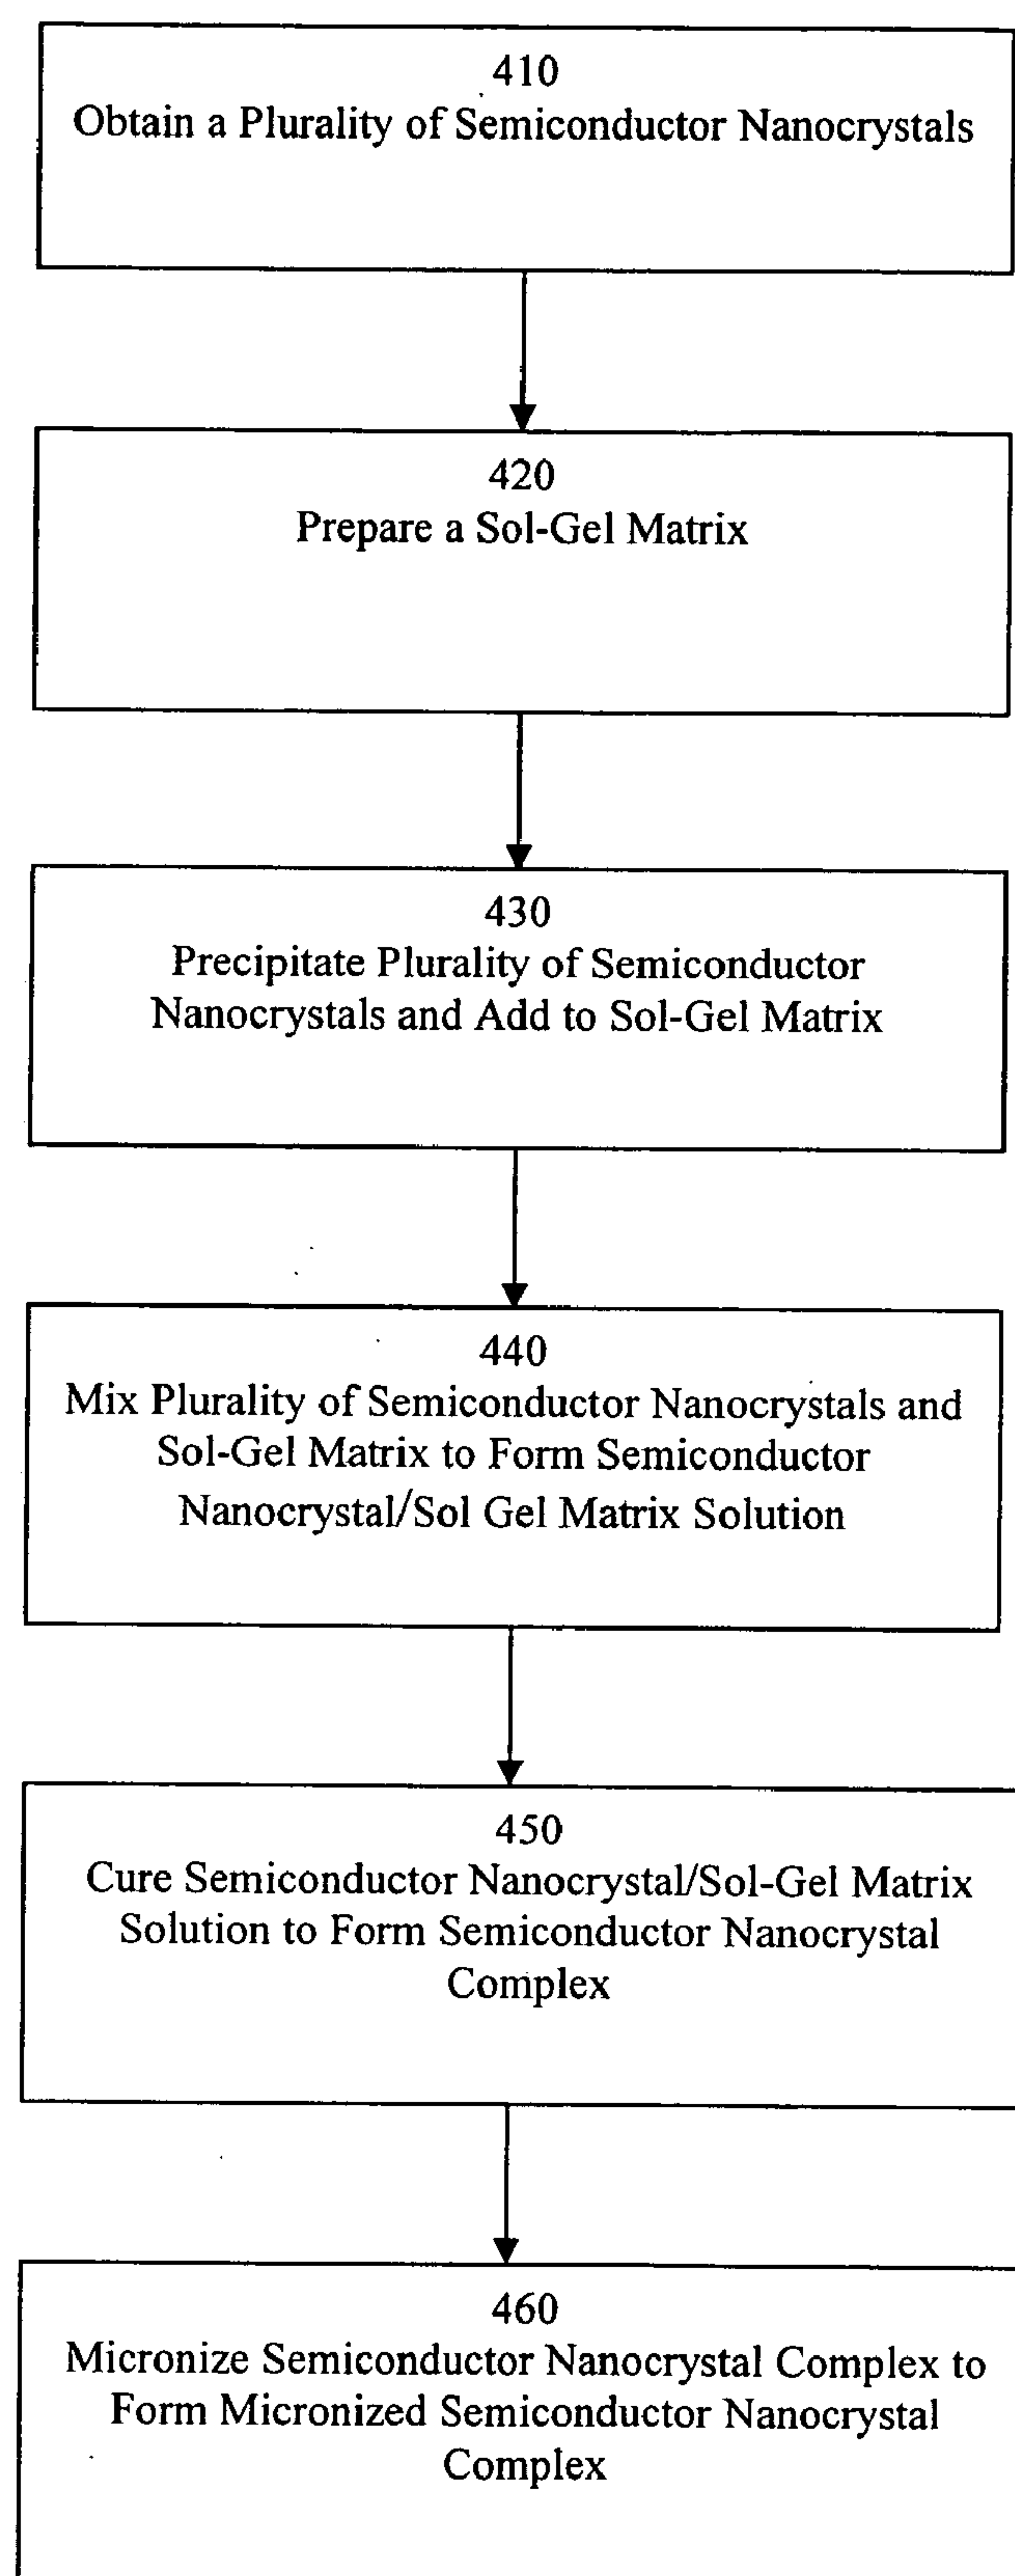 410
Obtain a Plurality of Semiconductor Nanocrystals
420
Prepare a Sol-Gel Matrix
430
Precipitate Plurality of Semiconductor
Nanocrystals and Add to Sol-Gel Matrix
440
Mix Plurality of Semiconductor Nanocrystals and
Sol-Gel Matrix to Form Semiconductor
Nanocrystal/Sol Gel Matrix Solution
450
Cure Semiconductor Nanocrystal/Sol-Gel Matrix
Solution to Form Semiconductor Nanocrystal
Complex
460
Micronize Semiconductor Nanocrystal Complex to
Form Micronized Semiconductor Nanocrystal
Complex